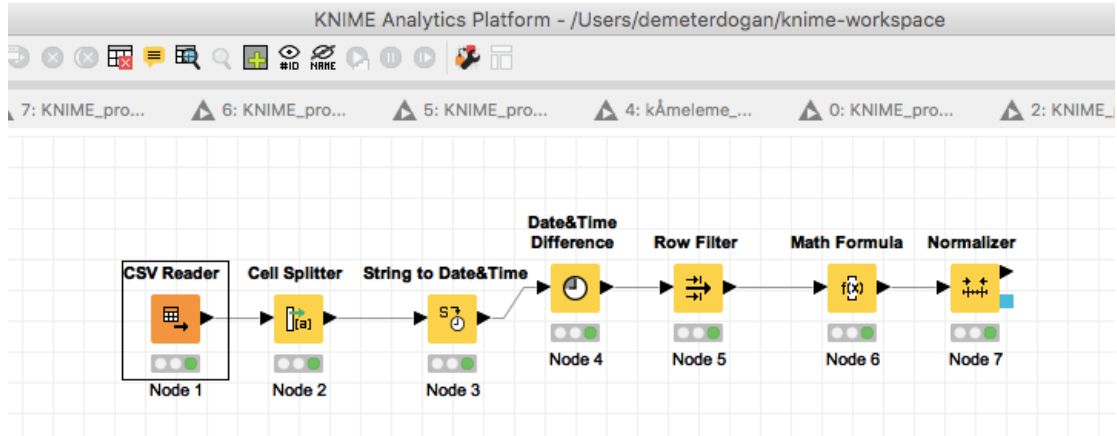 KNIME Analytics Platform - /Users/demeterdogan/knime-workspace
#ID NAME
7: KNIME_pro... 6: KNIME_pro... 5: KNIME_pro... 4: kÅmeleme_... 0: KNIME_pro... 2: KNIME_
Date&Time
Difference Row Filter Math Formula Normalizer
CSV Reader Cell Splitter String to Date&Time
[a] S f(x)
Node 4 Node 5 Node 6 Node 7
Node 1 Node 2 Node 3